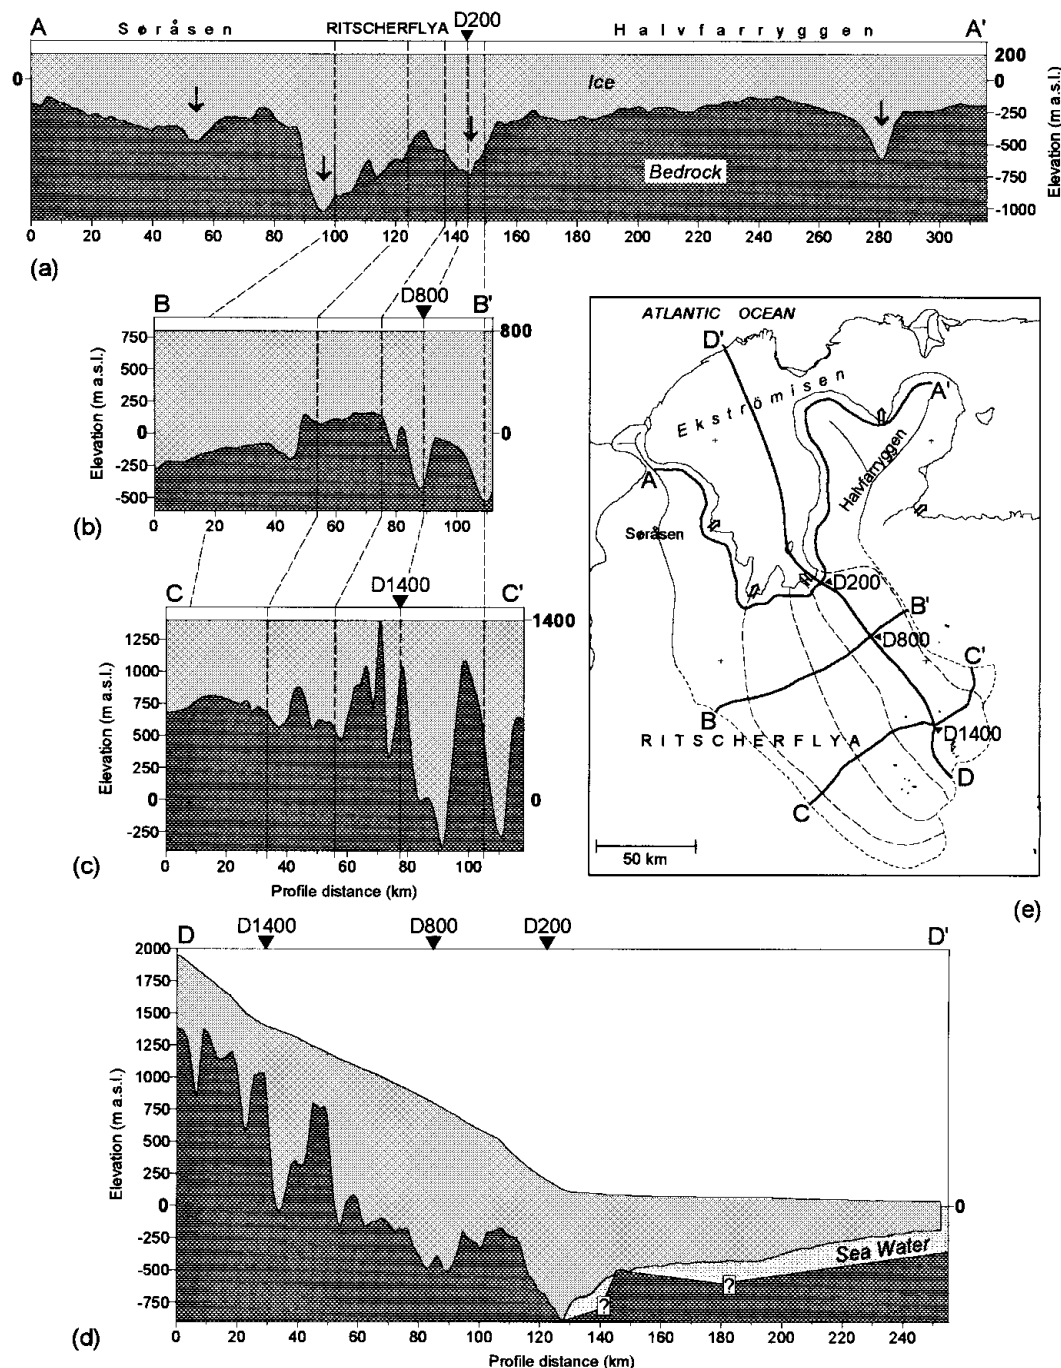 A S ø r å s e n RITSCHERFLYA D200 H a l v f a r r y g g e n A'
0
200
0
-250
-500
-750
-1000
Elevation (m a.s.l.)
Ice
Bedrock
0 20 40 60 80 100 120 140 160 180 200 220 240 260 280 300
(a)
B D800 B'
750
500
250
0
-250
-500
Elevation (m a.s.l.)
800
0
0 20 40 60 80 100
(b)
C D1400 C'
1250
1000
750
500
250
0
-250
Elevation (m a.s.l.)
1400
0
0 20 40 60 80 100
Profile distance (km)
(c)
ATLANTIC OCEAN
D'
E k s t r ö m i s e n
A'
A
Halvfarryggen
Søråsen
D200
B'
D800
C'
B
R I T S C H E R F L Y A
D1400
D
C
50 km
(e)
D D1400 D800 D200 D'
2000
1750
1500
1250
1000
750
500
250
0
-250
-500
-750
Elevation (m a.s.l.)
0
Sea Water
?
?
0 20 40 60 80 100 120 140 160 180 200 220 240
Profile distance (km)
(d)